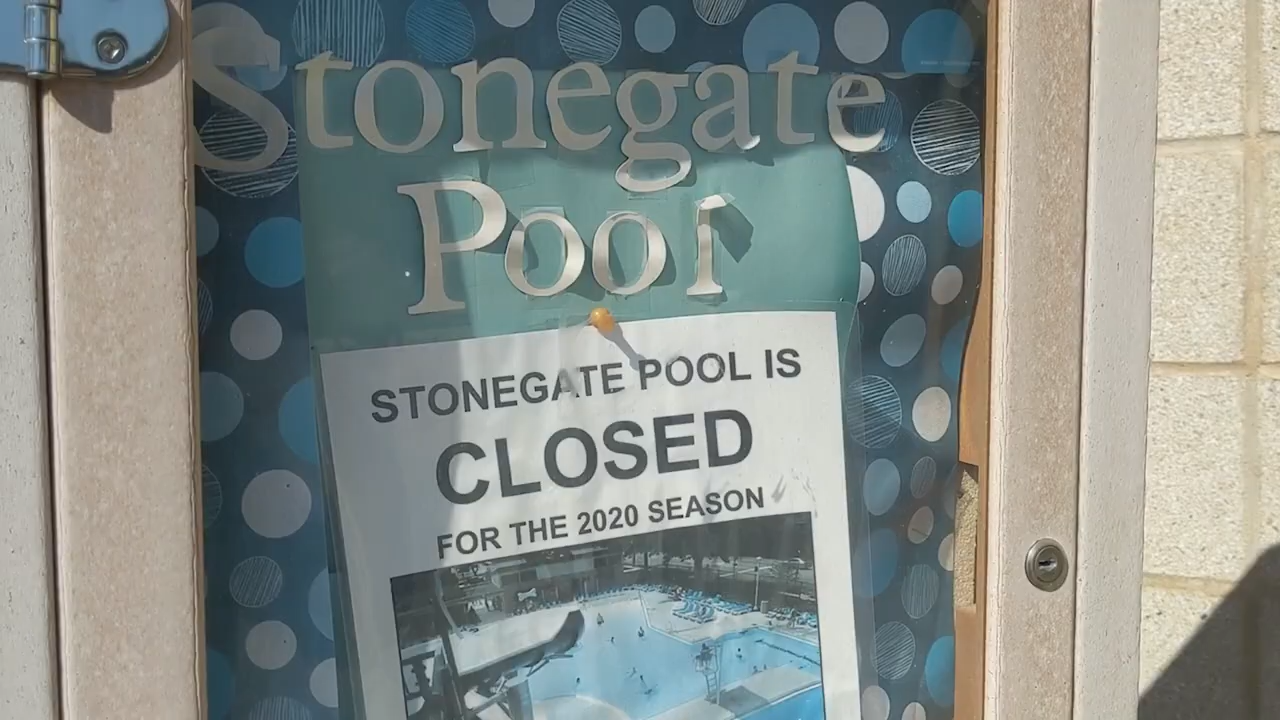 Stonegate
Pool
STONEGATE POOL IS
CLOSED
FOR THE 2020 SEASON